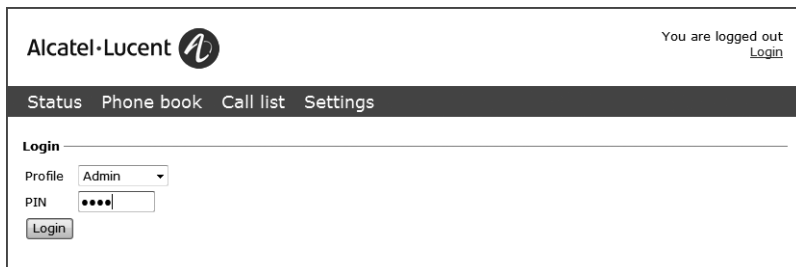 Alcatel·Lucent
You are logged out
Login
Status Phone book Call list Settings
Login
Profile Admin
PIN ••••
Login